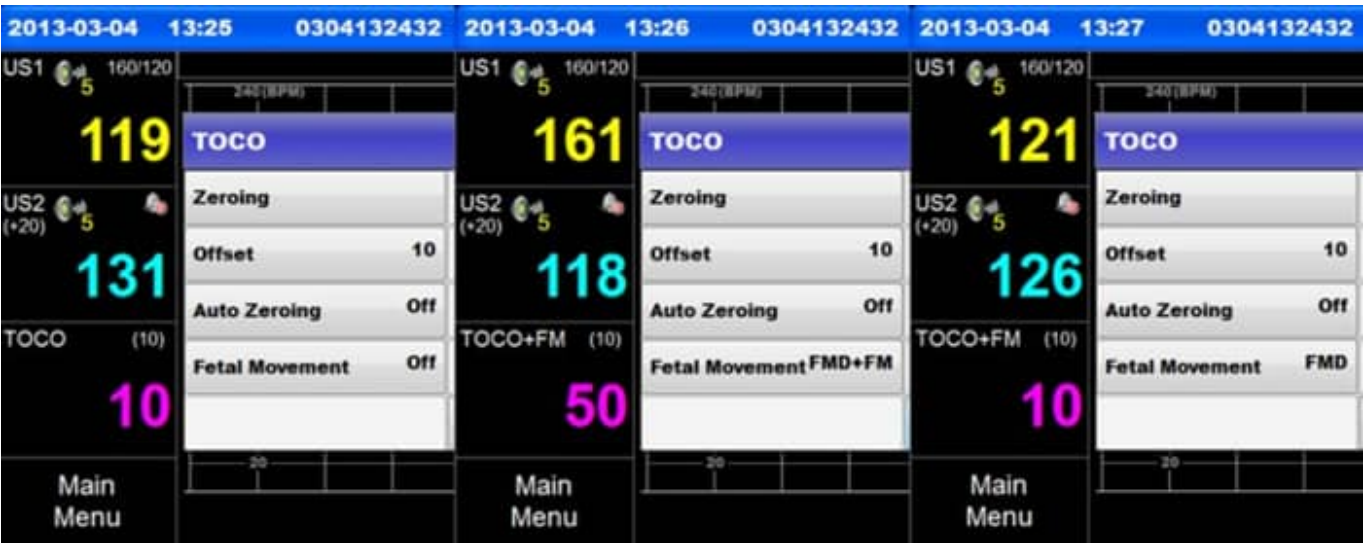 2013-03-04 13:25 0304132432
US1 5 160/120
240(BPM)
119
TOCO
Zeroing
US2 5
(+20)
Offset 10
131
Auto Zeroing Off
TOCO (10)
Fetal Movement Off
10
20
Main
Menu
2013-03-04 13:26 0304132432
US1 5 160/120
240(BPM)
161
TOCO
Zeroing
US2 5
(+20)
Offset 10
118
Auto Zeroing Off
TOCO+FM (10)
Fetal Movement FMD+FM
50
20
Main
Menu
2013-03-04 13:27 0304132432
US1 5 160/120
240(BPM)
121
TOCO
Zeroing
US2 5
(+20)
Offset 10
126
Auto Zeroing Off
TOCO+FM (10)
Fetal Movement FMD
10
20
Main
Menu